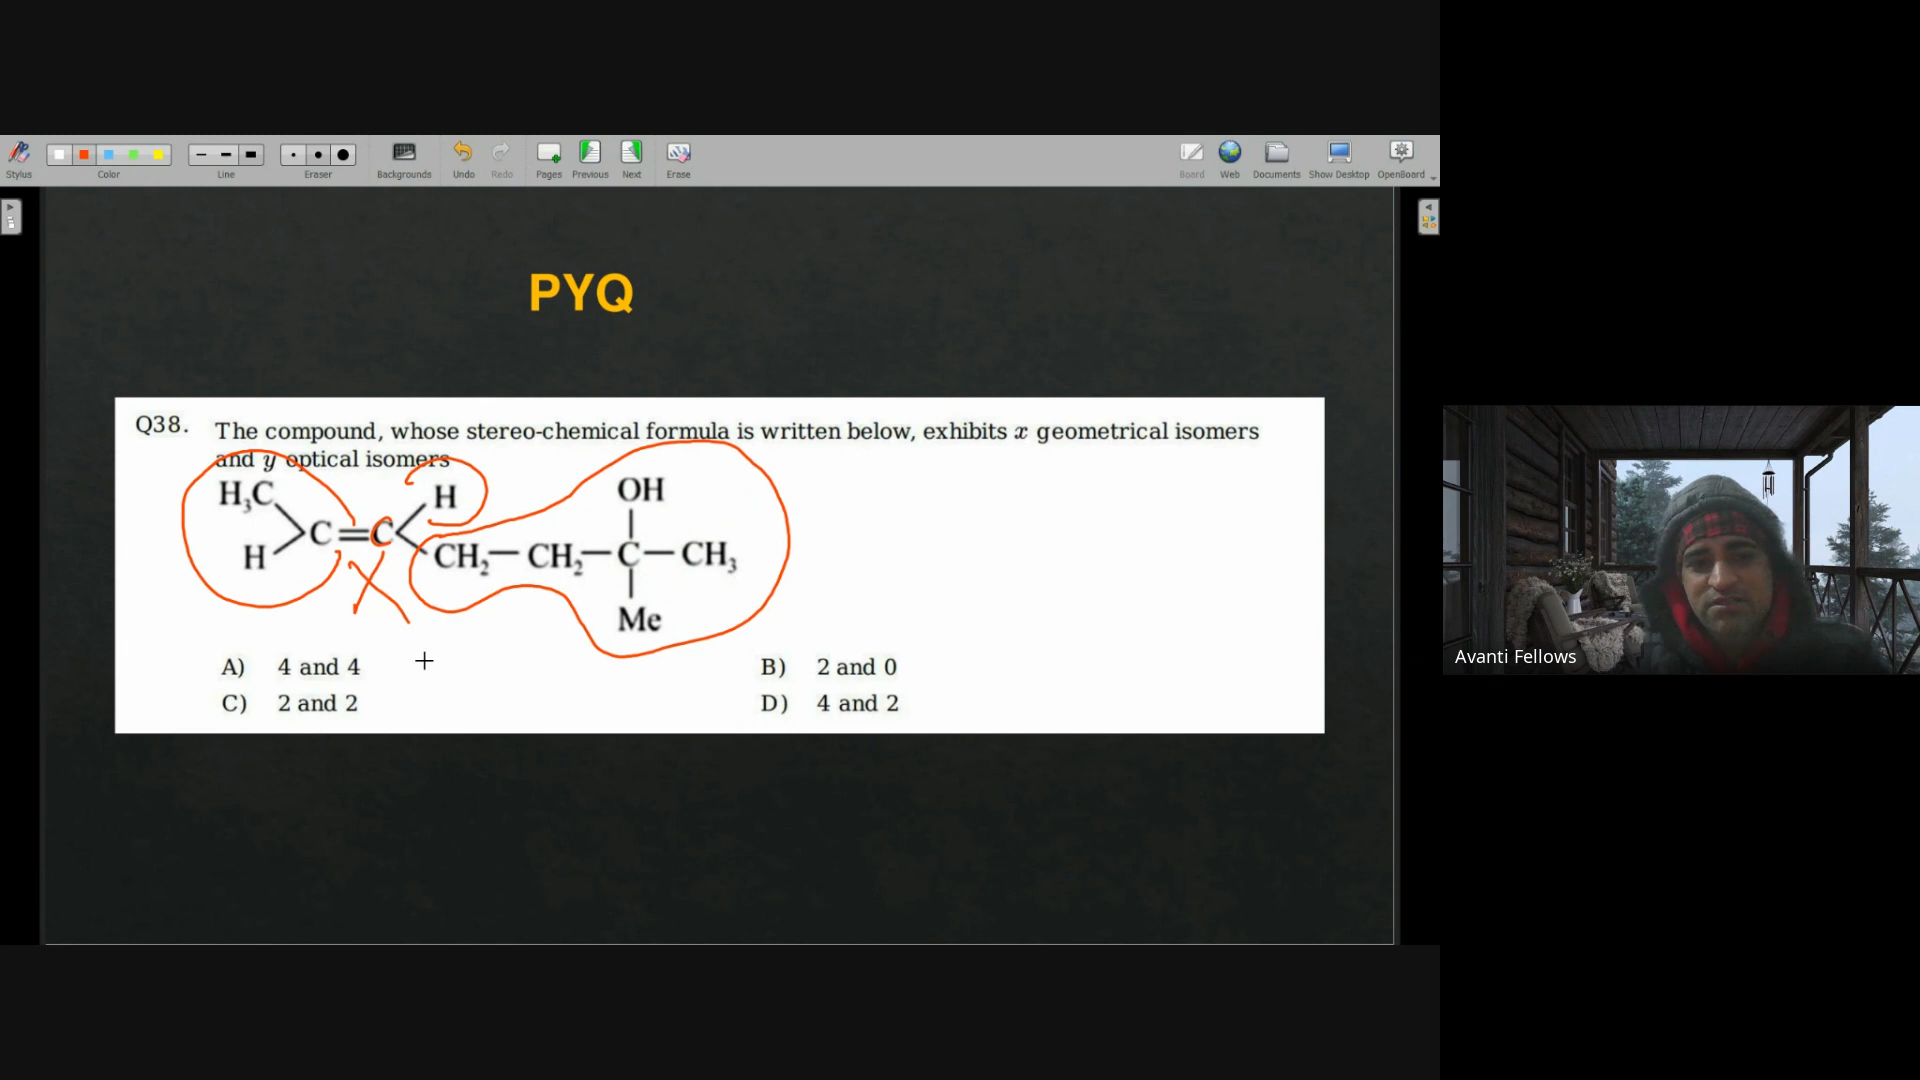 Stylus
Color
Line
Eraser
Backgrounds
Undo
Redo
Pages
Previous
Next
Erase
Board
Web
Documents
Show Desktop
OpenBoard
PYQ
Q38. The compound, whose stereo-chemical formula is written below, exhibits x geometrical isomers
and y optical isomers
H₃C H OH
C=C
H CH₂—CH₂—C—CH₃
Me
X
A) 4 and 4 B) 2 and 0
C) 2 and 2 D) 4 and 2
Avanti Fellows